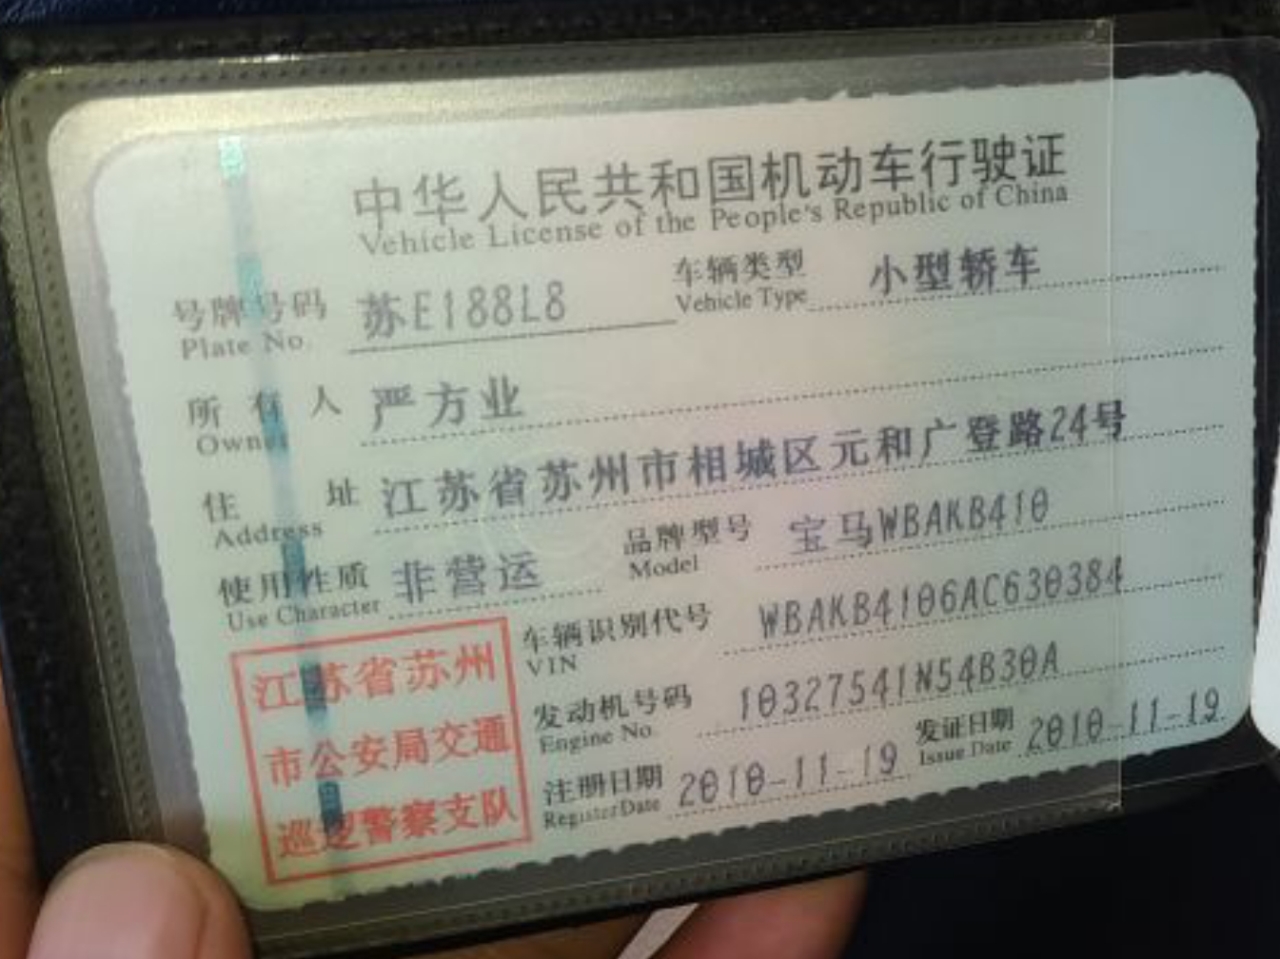 中华人民共和国机动车行驶证
Vehicle License of the People's Republic of China
号牌号码 苏E188L8 车辆类型 小型轿车
Plate No. Vehicle Type
所有人 严方业
Owner
住址 江苏省苏州市相城区元和广登路24号
Address
使用性质 非营运 品牌型号 宝马WBAKB410
Use Character Model
车辆识别代号 WBAKB4106AC630384
VIN
发动机号码 10327541N54B30A
Engine No.
注册日期 2010-11-19 发证日期 2010-11-19
Register Date Issue Date
江苏省苏州
市公安局交通
巡逻警察支队